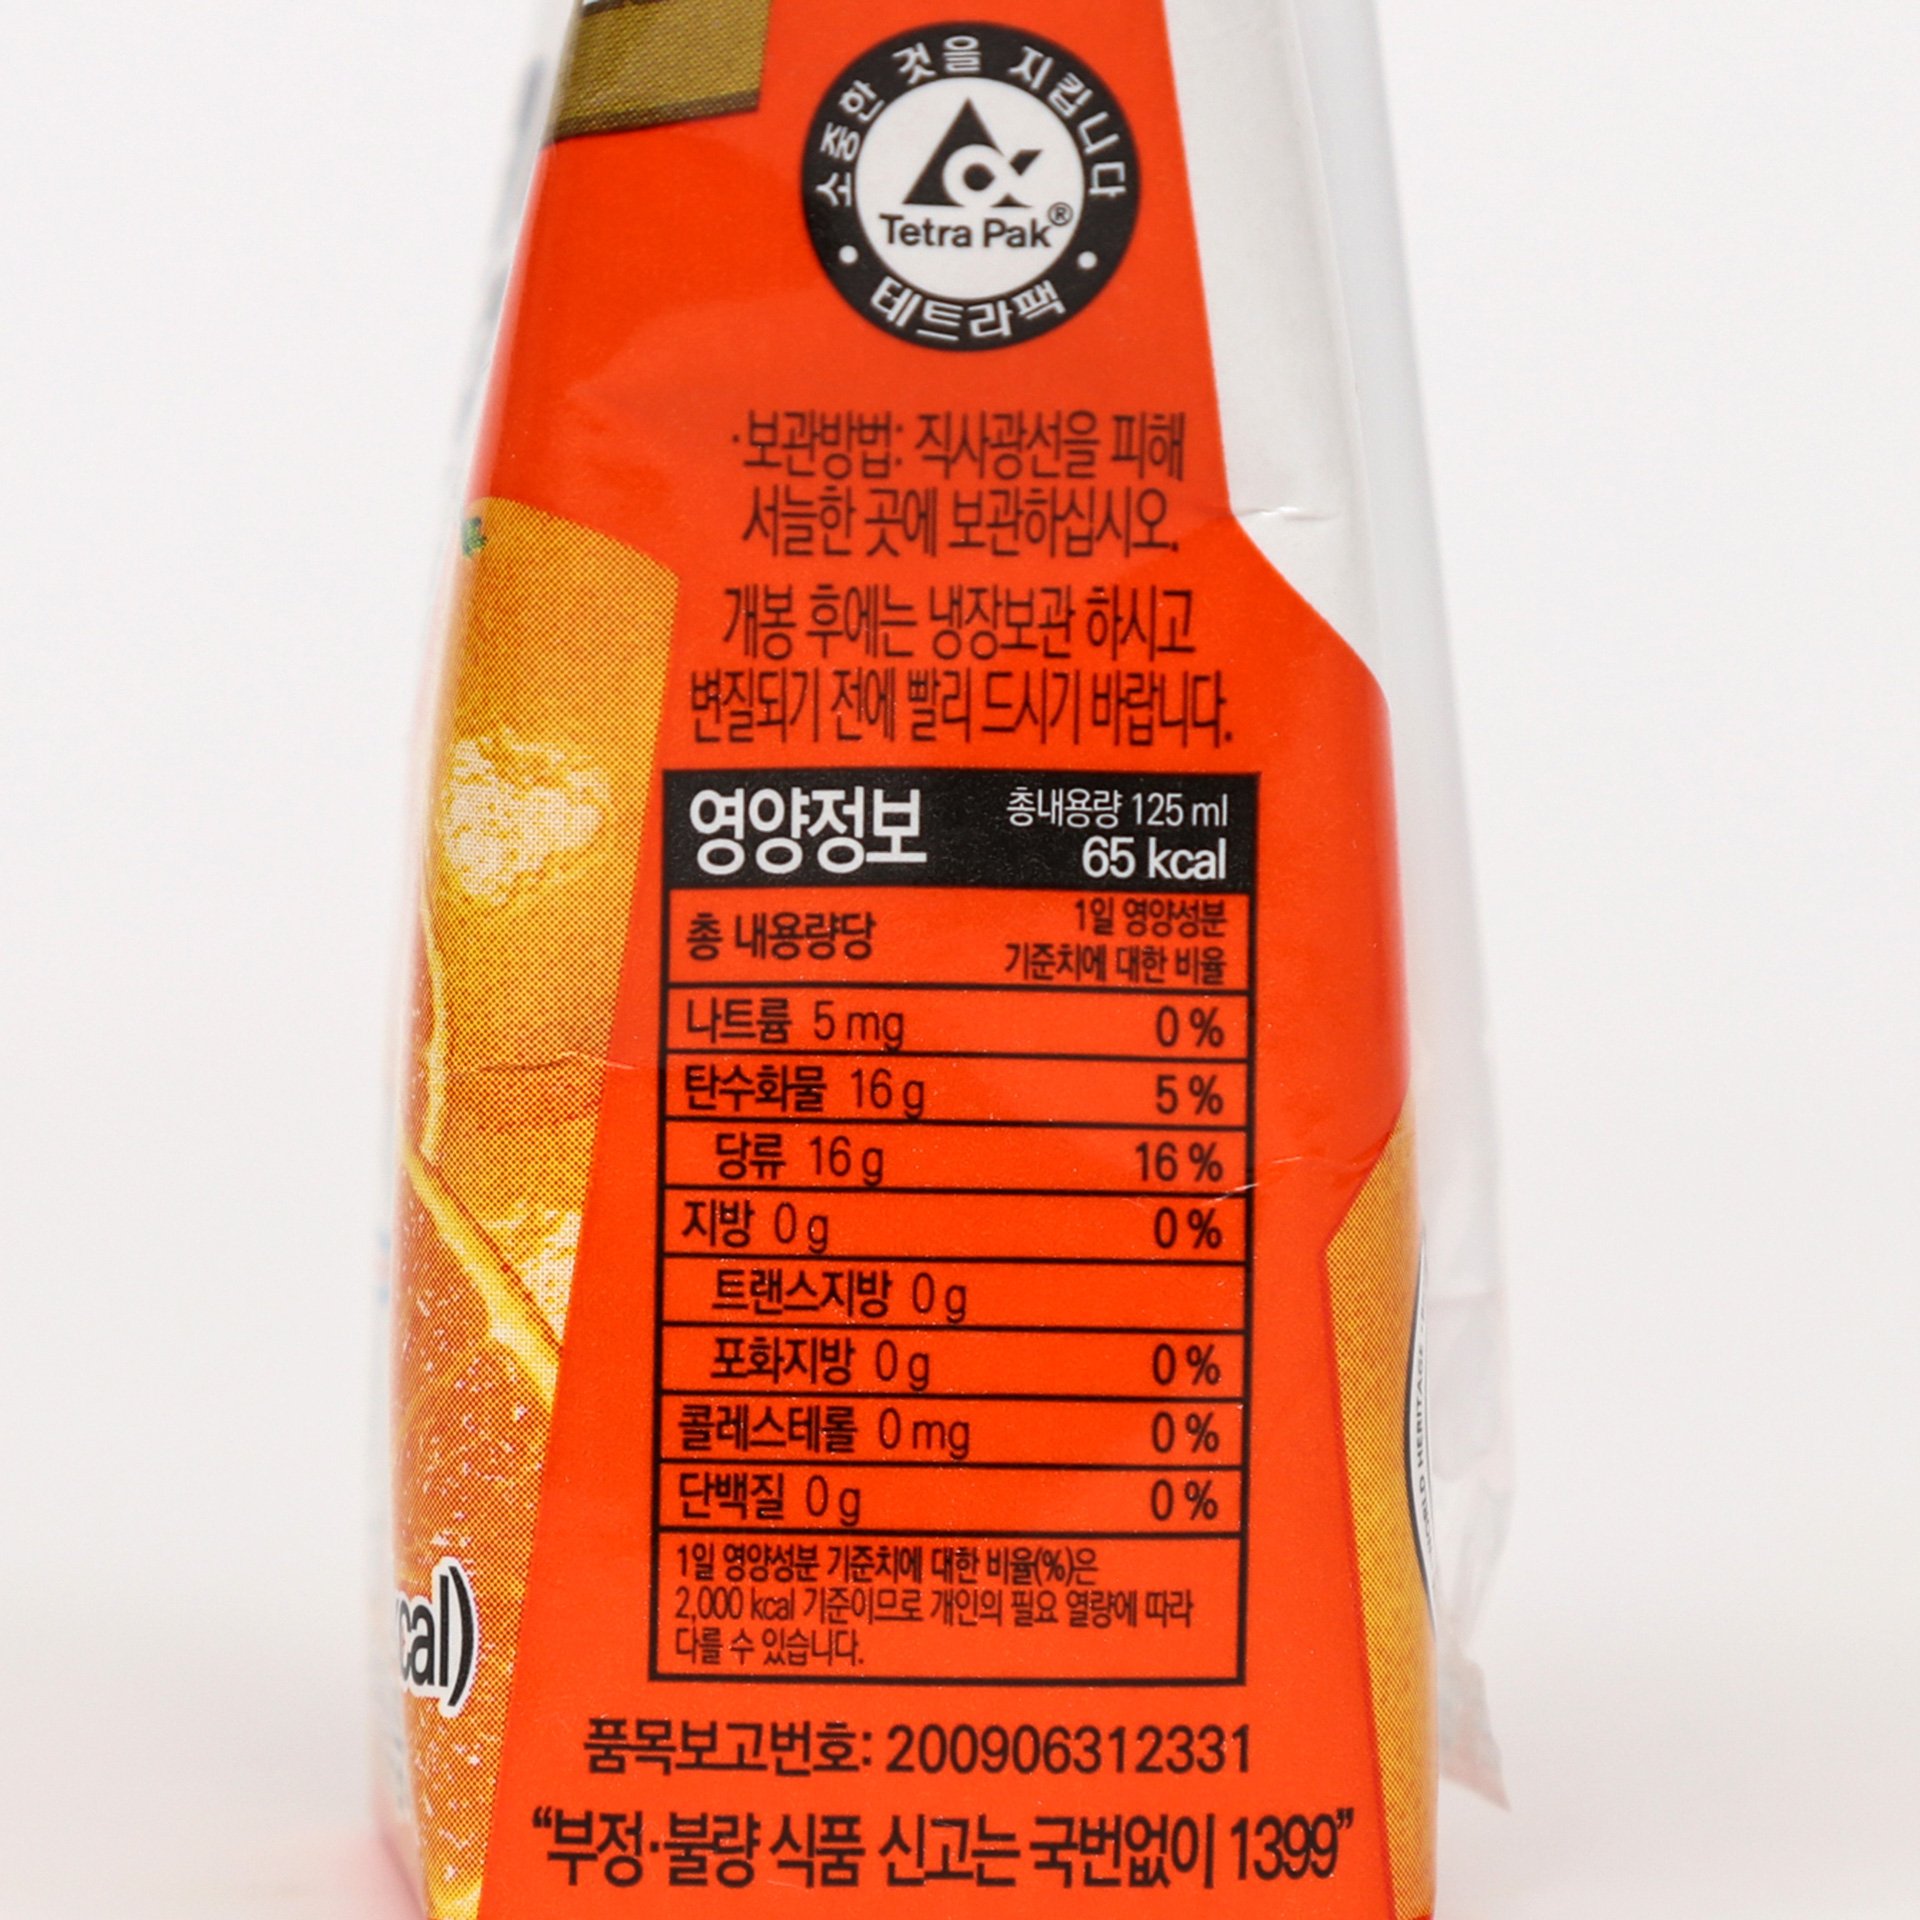 소중한 것을 지킵니다
Tetra Pak®
테트라팩
·보관방법: 직사광선을 피해
서늘한 곳에 보관하십시오.
개봉 후에는 냉장보관 하시고
변질되기 전에 빨리 드시기 바랍니다.
영양정보
총내용량 125 ml
65 kcal
총 내용량당
1일 영양성분
기준치에 대한 비율
나트륨 5 mg 0 %
탄수화물 16 g 5 %
당류 16 g 16 %
지방 0 g 0 %
트랜스지방 0 g
포화지방 0 g 0 %
콜레스테롤 0 mg 0 %
단백질 0 g 0 %
1일 영양성분 기준치에 대한 비율(%)은
2,000 kcal 기준이므로 개인의 필요 열량에 따라
다를 수 있습니다.
cal)
품목보고번호: 200906312331
“부정·불량 식품 신고는 국번없이 1399”
HERITAGE